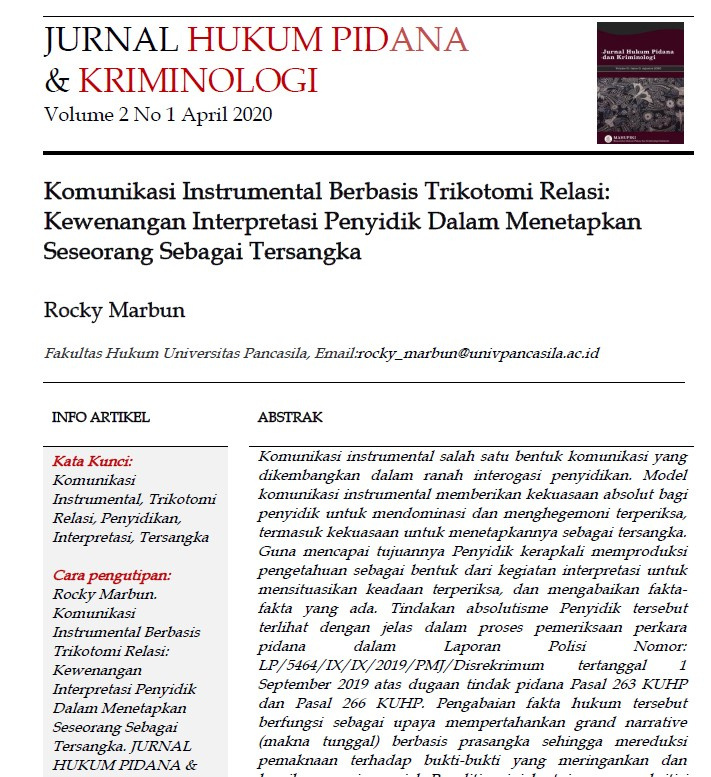 JURNAL HUKUM PIDANA
& KRIMINOLOGI
Volume 2 No 1 April 2020
Jurnal Hukum Pidana
dan Kriminologi
MAHUPIKI
Komunikasi Instrumental Berbasis Trikotomi Relasi:
Kewenangan Interpretasi Penyidik Dalam Menetapkan
Seseorang Sebagai Tersangka
Rocky Marbun
Fakultas Hukum Universitas Pancasila, Email:rocky_marbun@univpancasila.ac.id
INFO ARTIKEL
Kata Kunci:
Komunikasi
Instrumental, Trikotomi
Relasi, Penyidikan,
Interpretasi, Tersangka
Cara pengutipan:
Rocky Marbun.
Komunikasi
Instrumental Berbasis
Trikotomi Relasi:
Kewenangan
Interpretasi Penyidik
Dalam Menetapkan
Seseorang Sebagai
Tersangka. JURNAL
HUKUM PIDANA &
ABSTRAK
Komunikasi instrumental salah satu bentuk komunikasi yang
dikembangkan dalam ranah interogasi penyidikan. Model
komunikasi instrumental memberikan kekuasaan absolut bagi
penyidik untuk mendominasi dan menghegemoni terperiksa,
termasuk kekuasaan untuk menetapkannya sebagai tersangka.
Guna mencapai tujuannya Penyidik kerapkali memproduksi
pengetahuan sebagai bentuk dari kegiatan interpretasi untuk
mensituasikan keadaan terperiksa, dan mengabaikan fakta-
fakta yang ada. Tindakan absolutisme Penyidik tersebut
terlihat dengan jelas dalam proses pemeriksaan perkara
pidana dalam Laporan Polisi Nomor:
LP/5464/IX/IX/2019/PMJ/Disrekrimum tertanggal 1
September 2019 atas dugaan tindak pidana Pasal 263 KUHP
dan Pasal 266 KUHP. Pengabaian fakta hukum tersebut
berfungsi sebagai upaya mempertahankan grand narrative
(makna tunggal) berbasis prasangka sehingga mereduksi
pemaknaan terhadap bukti-bukti yang meringankan dan